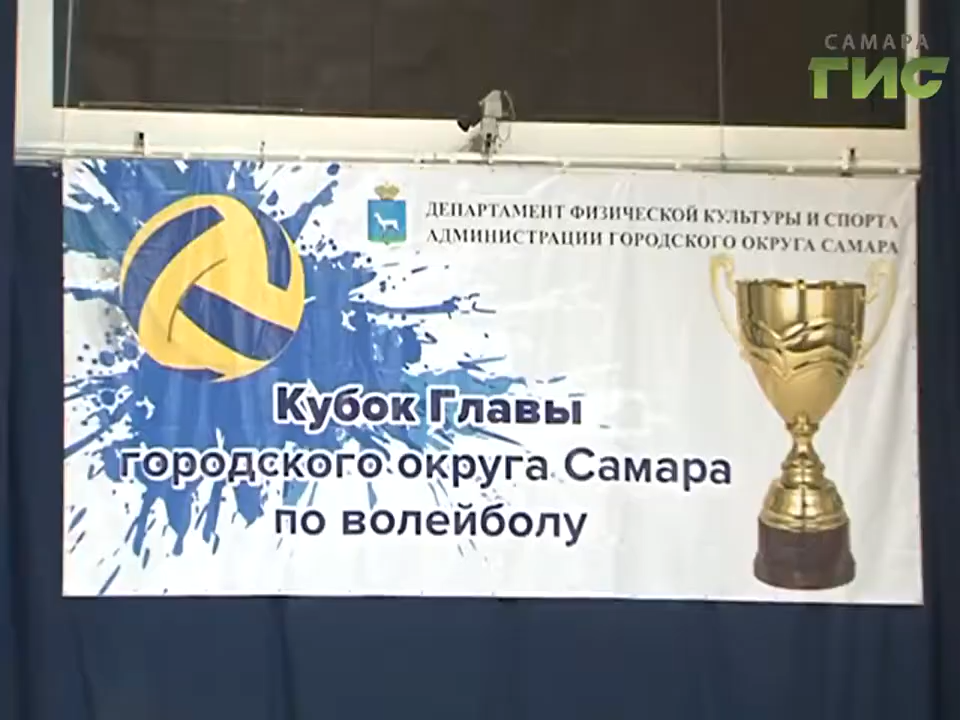 САМАРА
ГИС
ДЕПАРТАМЕНТ ФИЗИЧЕСКОЙ КУЛЬТУРЫ И СПОРТА
АДМИНИСТРАЦИИ ГОРОДСКОГО ОКРУГА САМАРА
Кубок Главы
городского округа Самара
по волейболу